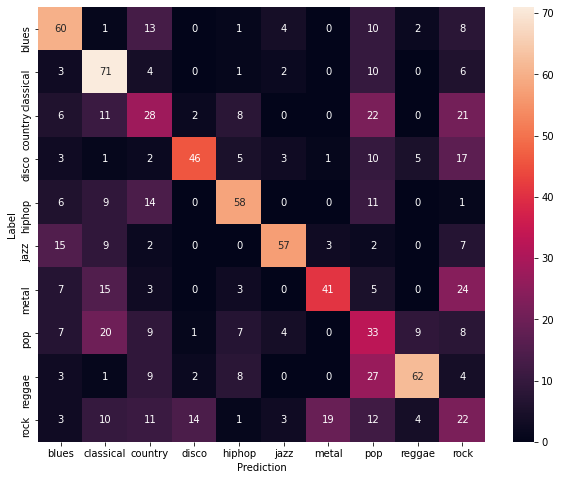 blues 60 1 13 0 1 4 0 10 2 8
classical 3 71 4 0 1 2 0 10 0 6
country 6 11 28 2 8 0 0 22 0 21
disco 3 1 2 46 5 3 1 10 5 17
hiphop 6 9 14 0 58 0 0 11 0 1
jazz 15 9 2 0 0 57 3 2 0 7
metal 7 15 3 0 3 0 41 5 0 24
pop 7 20 9 1 7 4 0 33 9 8
reggae 3 1 9 2 8 0 0 27 62 4
rock 3 10 11 14 1 3 19 12 4 22
blues classical country disco hiphop jazz metal pop reggae rock
Prediction
Label
70
60
50
40
30
20
10
0